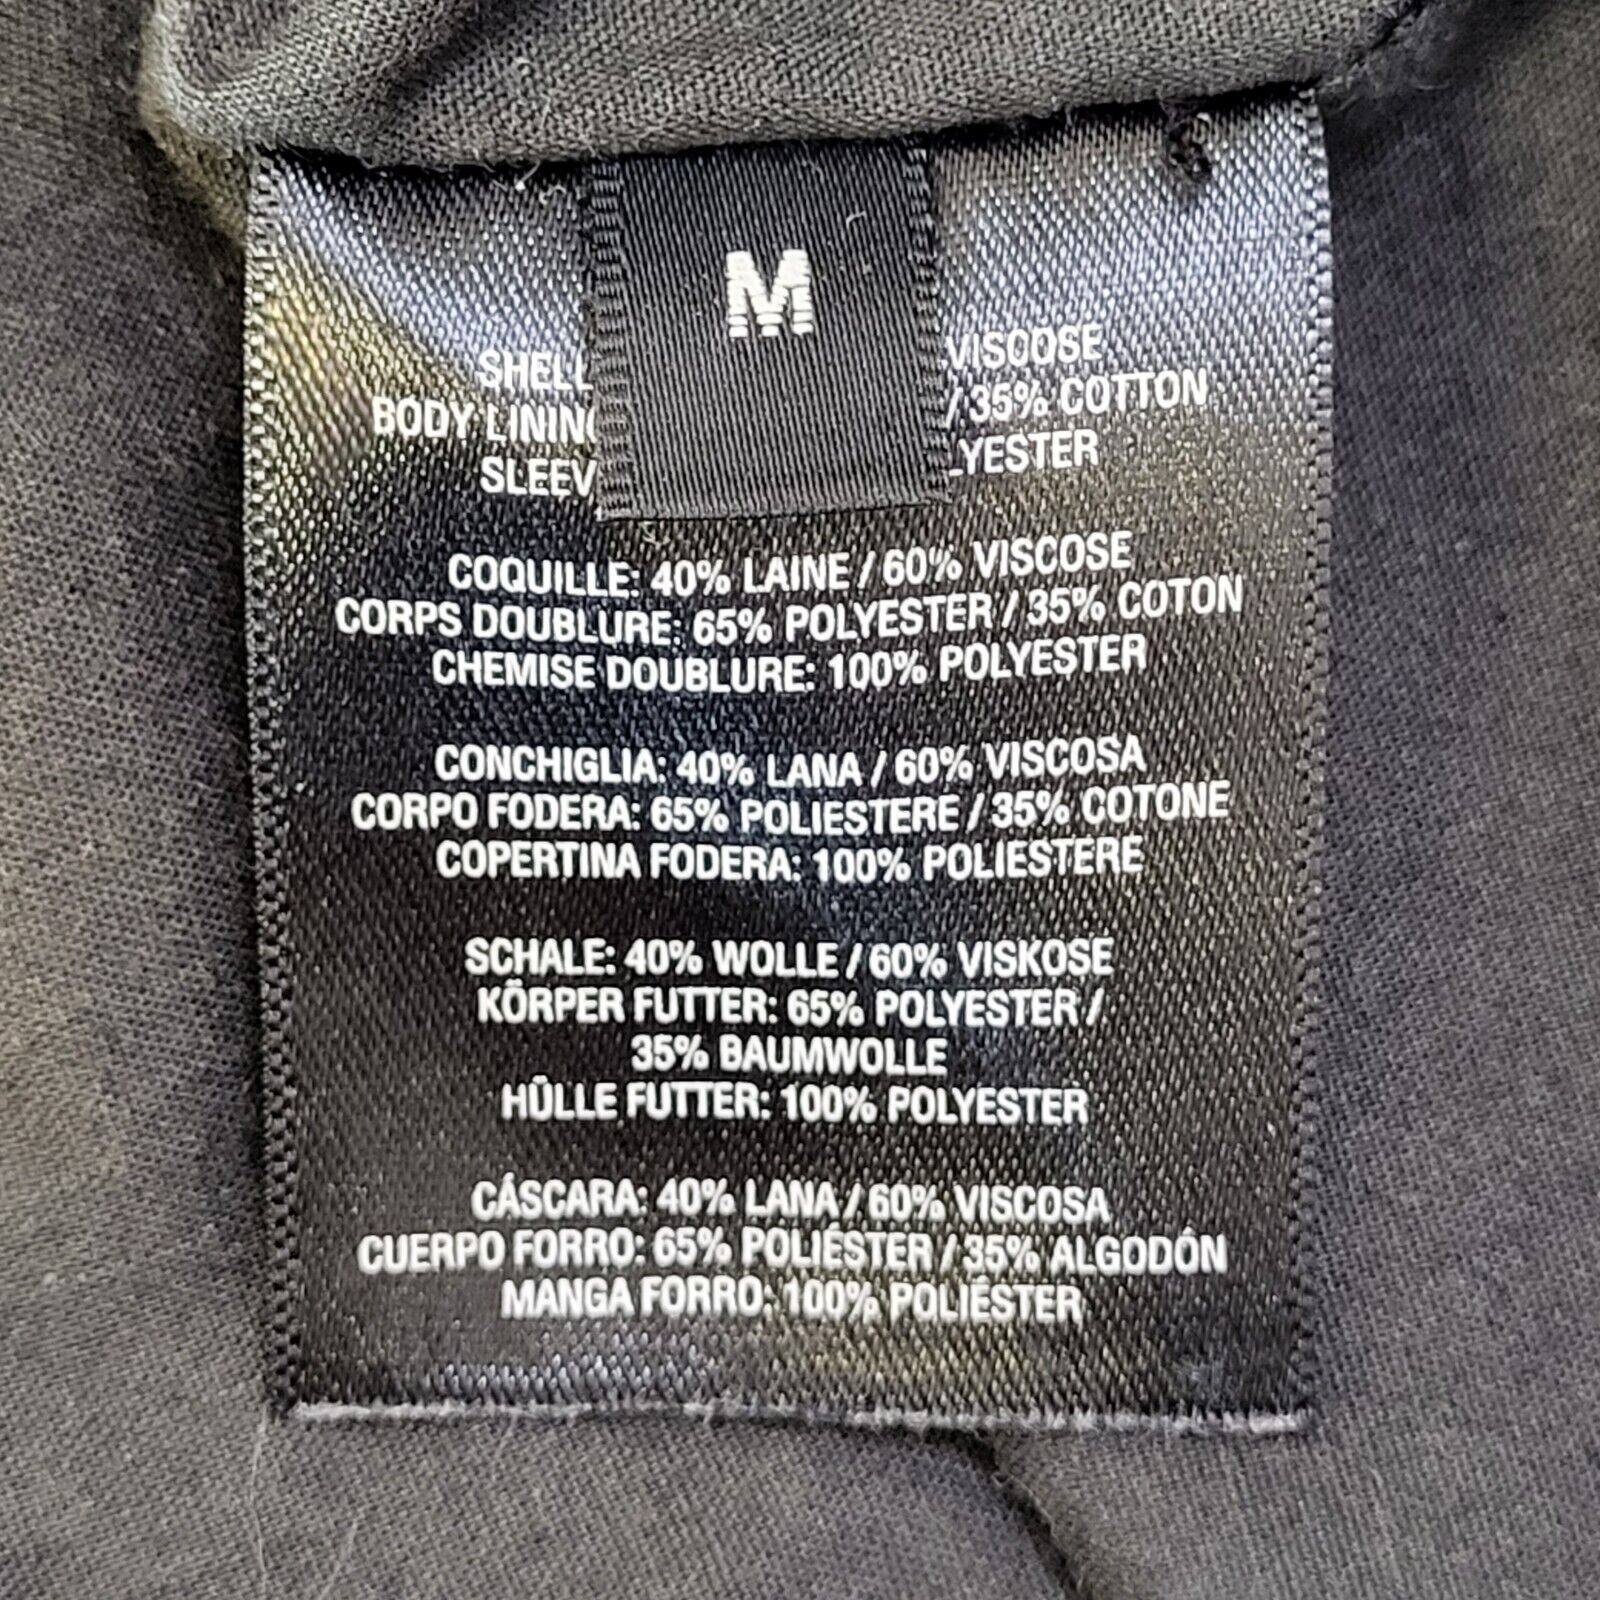 M
SHELL VISCOSE
BODY LINING / 35% COTTON
SLEEV LYESTER
COQUILLE: 40% LAINE / 60% VISCOSE
CORPS DOUBLURE: 65% POLYESTER / 35% COTON
CHEMISE DOUBLURE: 100% POLYESTER
CONCHIGLIA: 40% LANA / 60% VISCOSA
CORPO FODERA: 65% POLIESTERE / 35% COTONE
COPERTINA FODERA: 100% POLIESTERE
SCHALE: 40% WOLLE / 60% VISKOSE
KÖRPER FUTTER: 65% POLYESTER /
35% BAUMWOLLE
HÜLLE FUTTER: 100% POLYESTER
CÁSCARA: 40% LANA / 60% VISCOSA
CUERPO FORRO: 65% POLIÉSTER / 35% ALGODÓN
MANGA FORRO: 100% POLIÉSTER